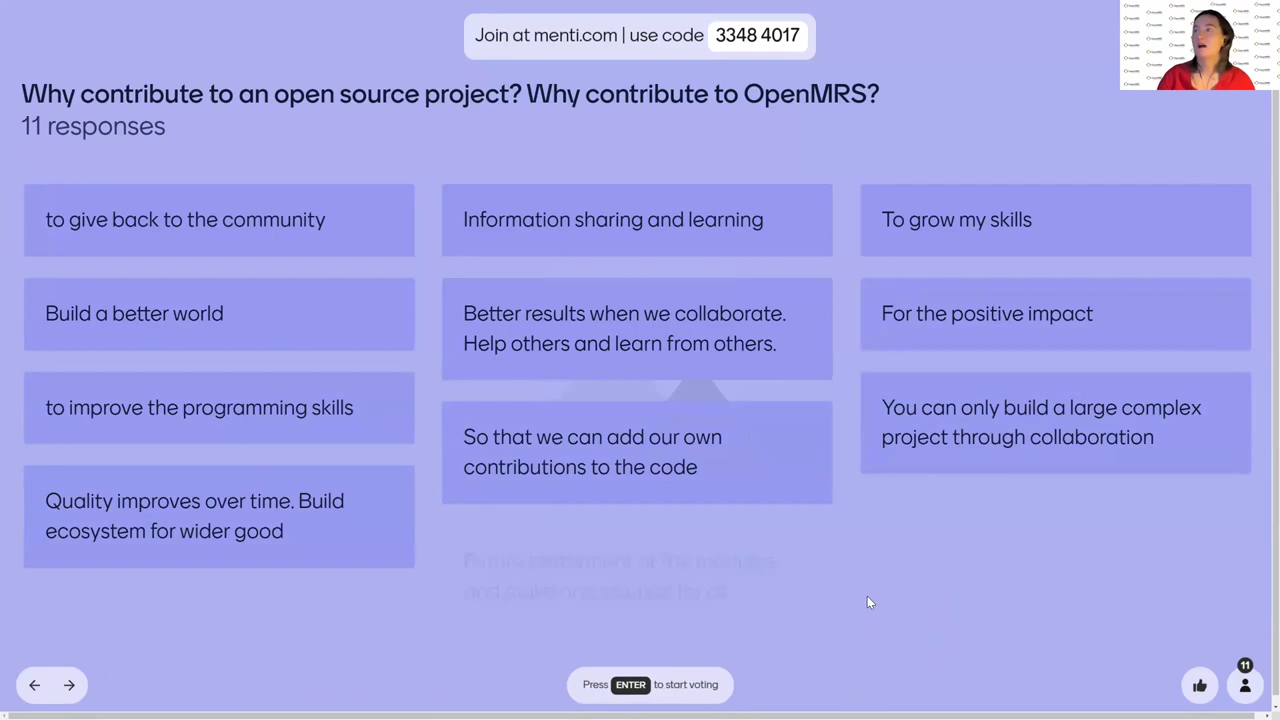 Join at menti.com | use code 3348 4017
Why contribute to an open source project? Why contribute to OpenMRS?
11 responses
to give back to the community
Information sharing and learning
To grow my skills
Build a better world
Better results when we collaborate.
Help others and learn from others.
For the positive impact
to improve the programming skills
So that we can add our own
contributions to the code
You can only build a large complex
project through collaboration
Quality improves over time. Build
ecosystem for wider good
Press ENTER to start voting
11